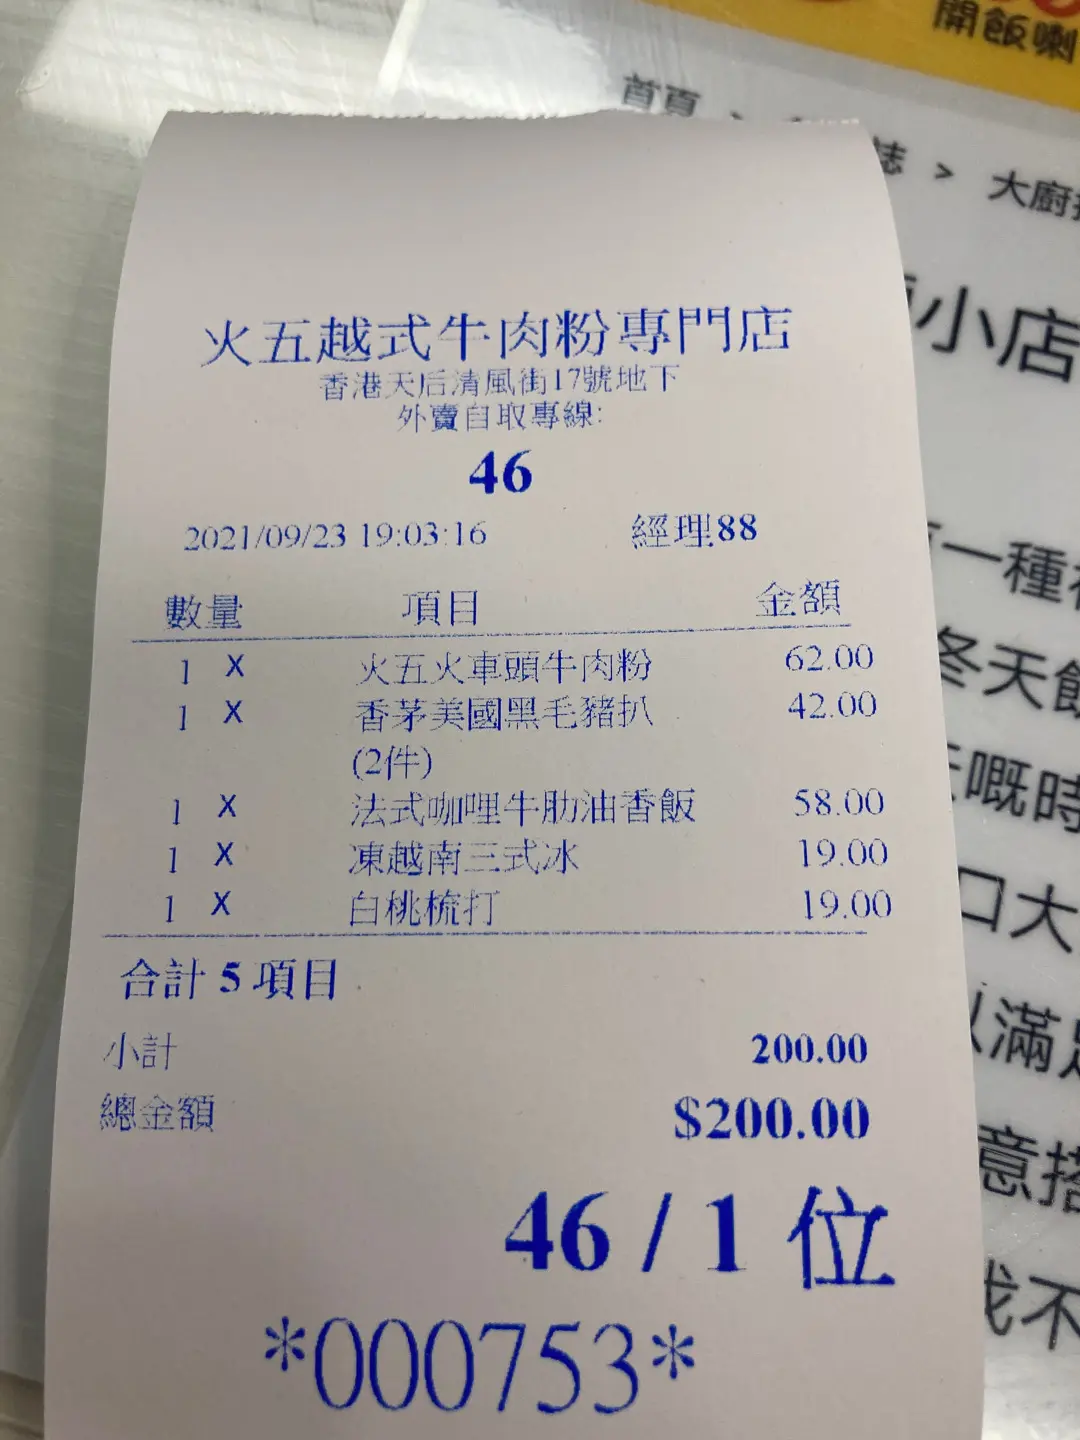 開飯喇
首頁
誌 > 大廚
小店
火五越式牛肉粉專門店
香港天后清風街17號地下
外賣自取專線:
46
2021/09/23 19:03:16 經理88
數量 項目 金額
1 X 火五火車頭牛肉粉 62.00
1 X 香茅美國黑毛豬扒 42.00
(2件)
1 X 法式咖哩牛肋油香飯 58.00
1 X 凍越南三式冰 19.00
1 X 白桃梳打 19.00
合計 5 項目
小計 200.00
總金額 $200.00
46 / 1 位
*000753*
一種
冬天
嘅時
口大
滿
意搭
找不